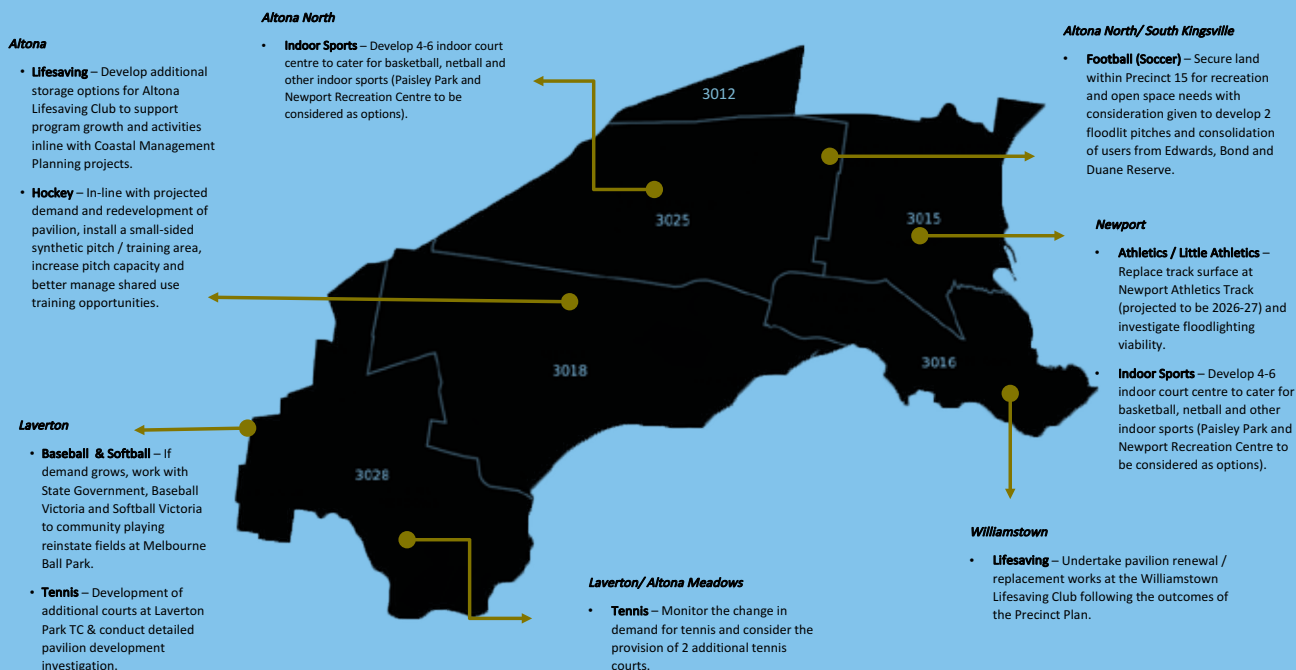 Altona
• Lifesaving – Develop additional
storage options for Altona
Lifesaving Club to support
program growth and activities
inline with Coastal Management
Planning projects.
• Hockey – In-line with projected
demand and redevelopment of
pavilion, install a small-sided
synthetic pitch / training area,
increase pitch capacity and
better manage shared use
training opportunities.
Laverton
• Baseball & Softball – If
demand grows, work with
State Government, Baseball
Victoria and Softball Victoria
to community playing
reinstate fields at Melbourne
Ball Park.
• Tennis – Development of
additional courts at Laverton
Park TC & conduct detailed
pavilion development
investigation.
Altona North
• Indoor Sports – Develop 4-6 indoor court
centre to cater for basketball, netball and
other indoor sports (Paisley Park and
Newport Recreation Centre to be
considered as options).
3012
3025
3015
3018
3016
3028
Laverton/ Altona Meadows
• Tennis – Monitor the change in
demand for tennis and consider the
provision of 2 additional tennis
courts.
Altona North/ South Kingsville
• Football (Soccer) – Secure land
within Precinct 15 for recreation
and open space needs with
consideration given to develop 2
floodlit pitches and consolidation
of users from Edwards, Bond and
Duane Reserve.
Newport
• Athletics / Little Athletics –
Replace track surface at
Newport Athletics Track
(projected to be 2026-27) and
investigate floodlighting
viability.
• Indoor Sports – Develop 4-6
indoor court centre to cater for
basketball, netball and other
indoor sports (Paisley Park and
Newport Recreation Centre to
be considered as options).
Williamstown
• Lifesaving – Undertake pavilion renewal /
replacement works at the Williamstown
Lifesaving Club following the outcomes of
the Precinct Plan.